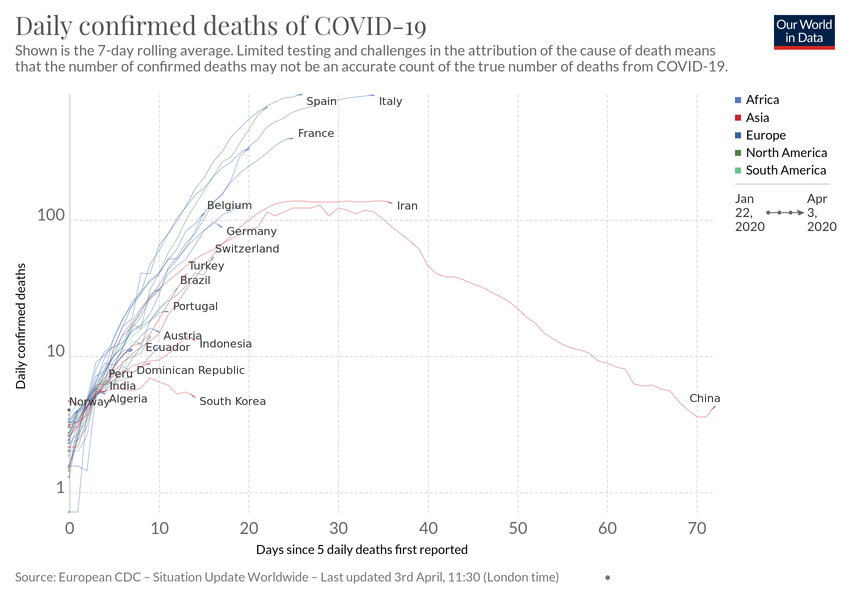 Daily confirmed deaths of COVID-19
Our World
in Data
Shown is the 7-day rolling average. Limited testing and challenges in the attribution of the cause of death means
that the number of confirmed deaths may not be an accurate count of the true number of deaths from COVID-19.
Spain
Italy
France
Belgium
Iran
Germany
Switzerland
Turkey
Brazil
Portugal
Austria
Indonesia
Ecuador
Peru
Dominican Republic
India
Norway
Algeria
South Korea
China
Africa
Asia
Europe
North America
South America
Jan
22,
2020
Apr
3,
2020
Daily confirmed deaths
100
10
1
0 10 20 30 40 50 60 70
Days since 5 daily deaths first reported
Source: European CDC – Situation Update Worldwide – Last updated 3rd April, 11:30 (London time) •